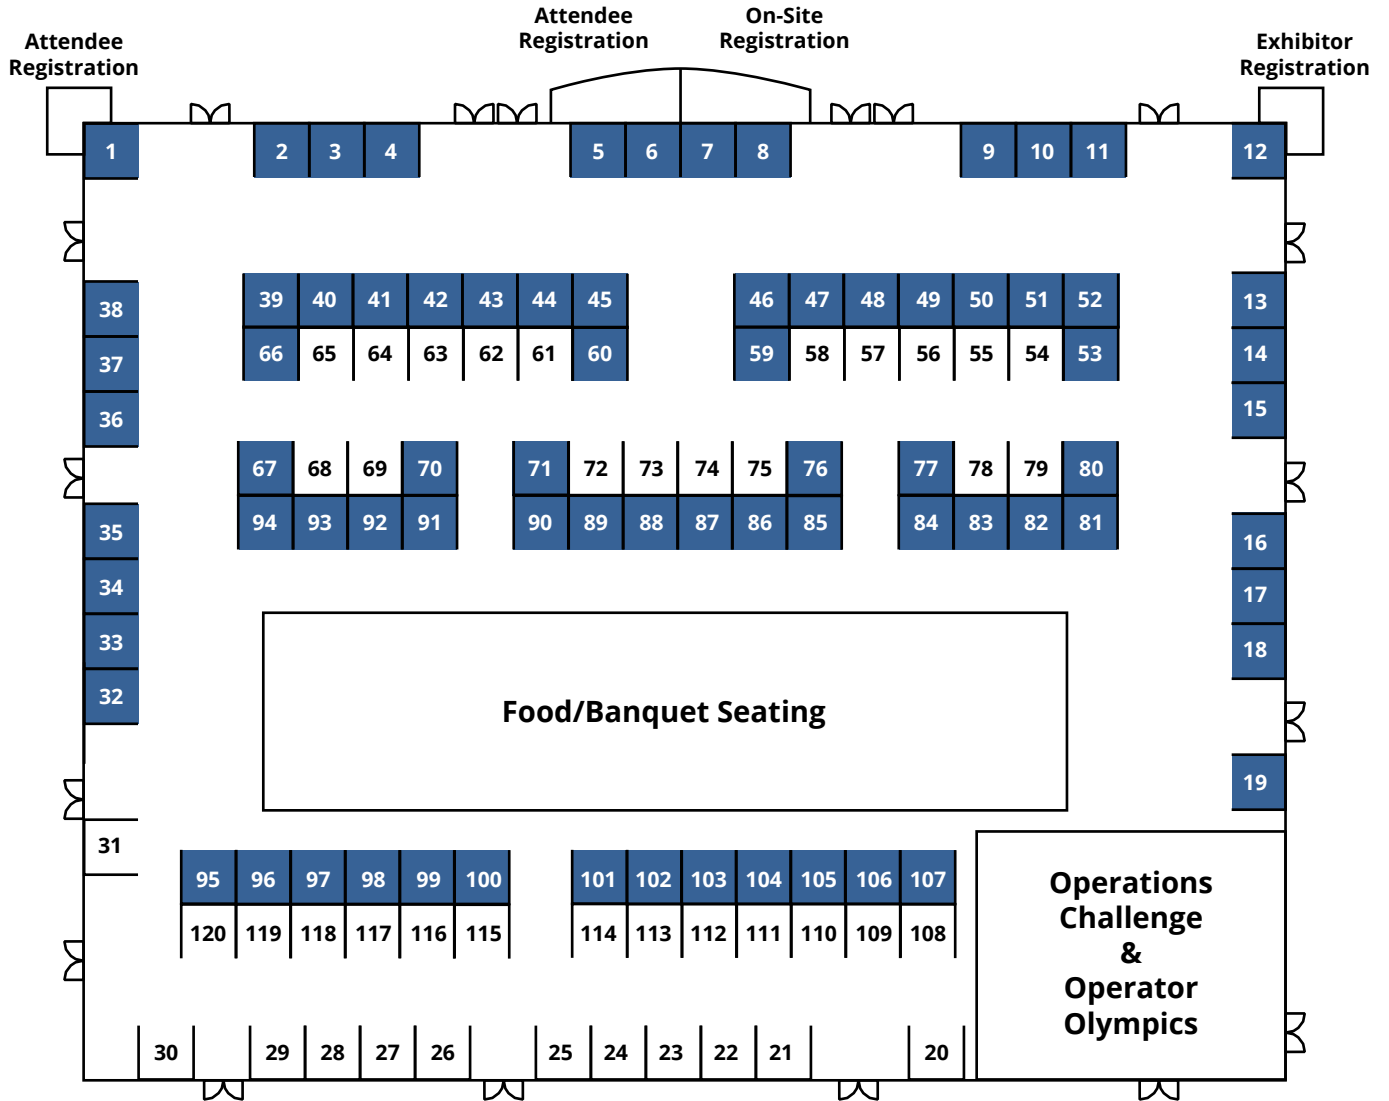 Attendee
Registration
Attendee
Registration
On-Site
Registration
Exhibitor
Registration
1 2 3 4 5 6 7 8 9 10 11 12
38 39 40 41 42 43 44 45 46 47 48 49 50 51 52 13
37 66 65 64 63 62 61 60 59 58 57 56 55 54 53 14
36 15
67 68 69 70 71 72 73 74 75 76 77 78 79 80
35 94 93 92 91 90 89 88 87 86 85 84 83 82 81 16
34 17
33 18
32 Food/Banquet Seating
19
31
95 96 97 98 99 100 101 102 103 104 105 106 107
120 119 118 117 116 115 114 113 112 111 110 109 108
Operations
Challenge
&
Operator
Olympics
30 29 28 27 26 25 24 23 22 21 20